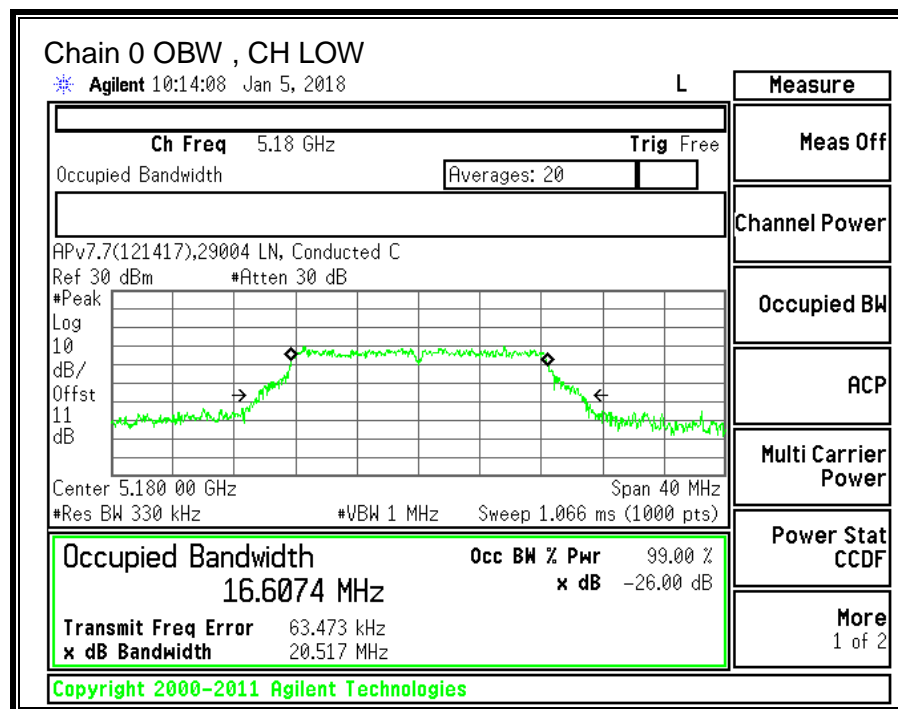 Chain 0 OBW , CH LOW
Agilent 10:14:08 Jan 5, 2018 L
Measure
Ch Freq 5.18 GHz Trig Free
Meas Off
Occupied Bandwidth Averages: 20
Channel Power
APv7.7(121417),29004 LN, Conducted C
Ref 30 dBm #Atten 30 dB
#Peak
Occupied BW
Log
10
dB/
Offst
ACP
11
dB
Multi Carrier
Power
Center 5.180 00 GHz Span 40 MHz
#Res BW 330 kHz #VBW 1 MHz Sweep 1.066 ms (1000 pts)
Power Stat
CCDF
Occupied Bandwidth Occ BW % Pwr 99.00 %
16.6074 MHz x dB -26.00 dB
Transmit Freq Error 63.473 kHz
x dB Bandwidth 20.517 MHz
More
1 of 2
Copyright 2000-2011 Agilent Technologies